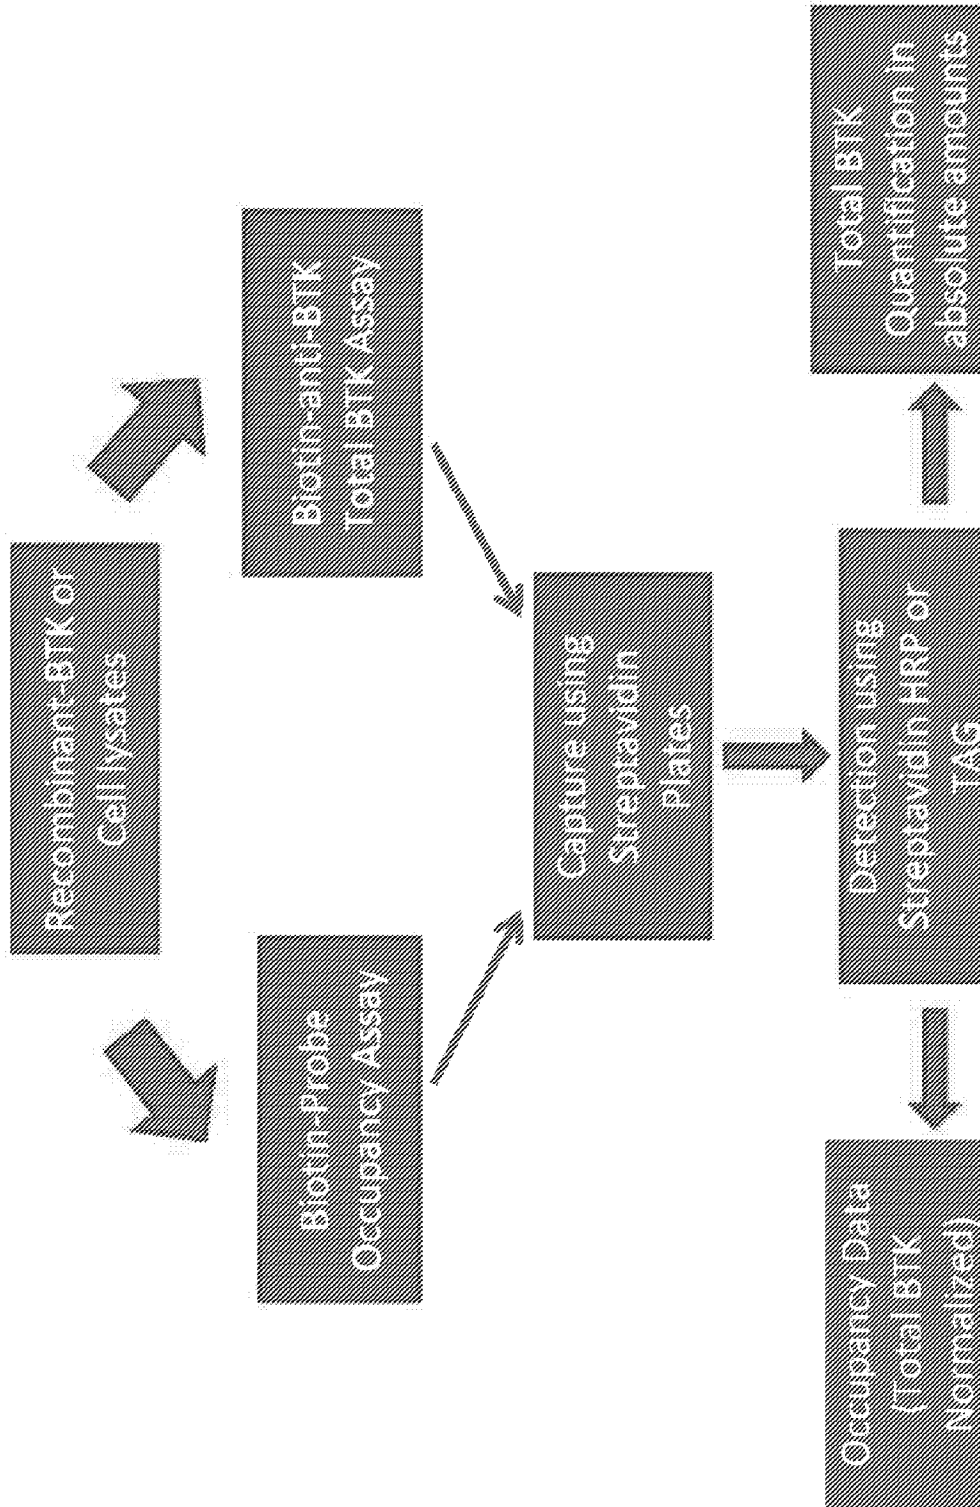 Recombinant-BTK or
Cell lysates
Biotin-Probe
Occupancy Assay
Biotin-anti-BTK
Total BTK Assay
Capture using
Streptavidin
Plates
Detection using
Streptavidin HRP or
TAG
Occupancy Data
(Total BTK
Normalized)
Total BTK
Quantification in
absolute amounts